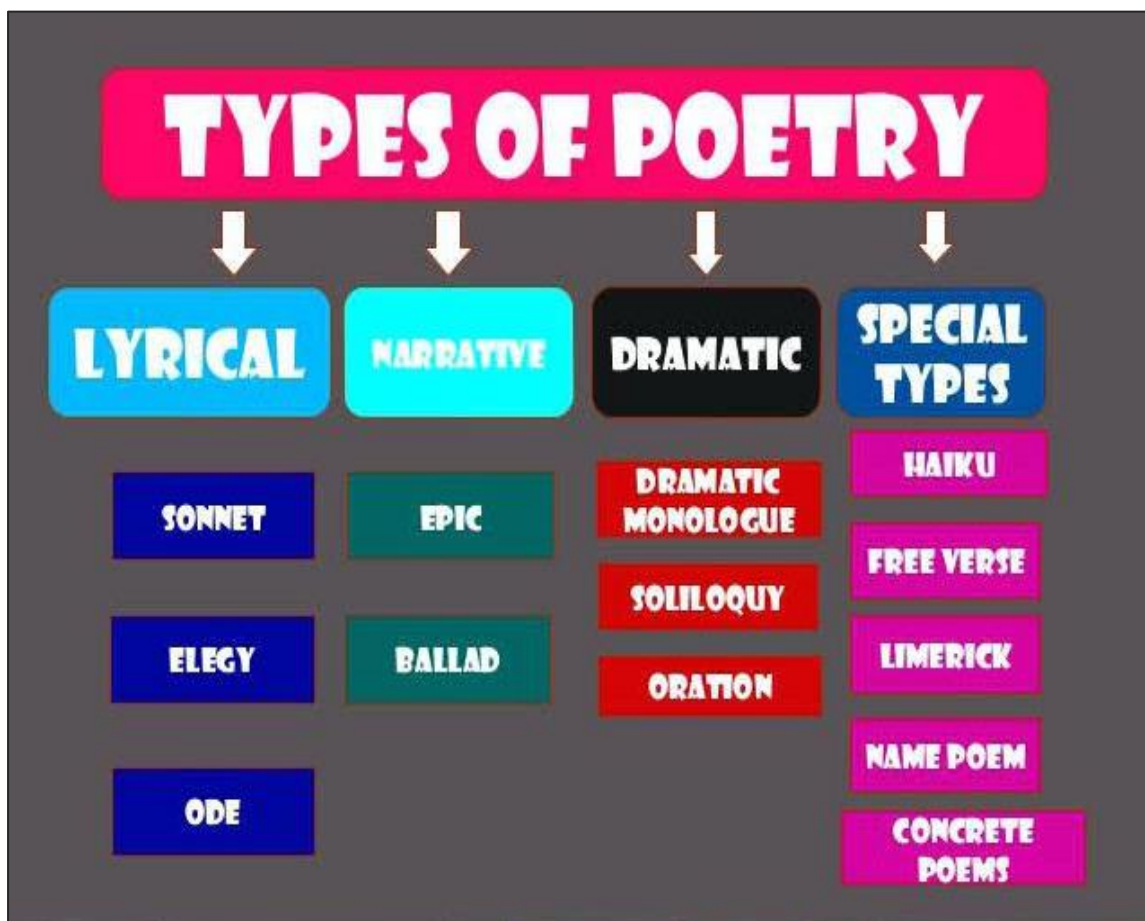 TYPES OF POETRY
LYRICAL
NARRATIVE
DRAMATIC
SPECIAL
TYPES
SONNET
ELEGY
ODE
EPIC
BALLAD
DRAMATIC
MONOLOGUE
SOLILOQUY
ORATION
HAIKU
FREE VERSE
LIMERICK
NAME POEM
CONCRETE
POEMS